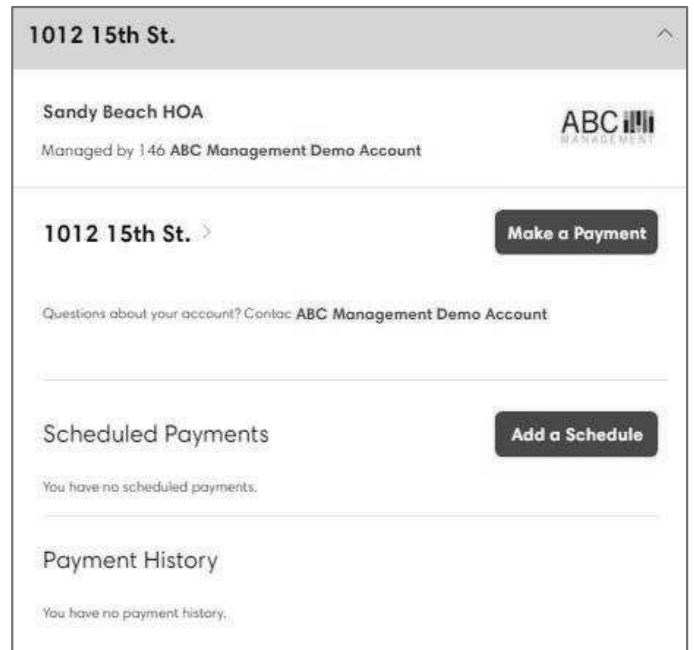 1012 15th St.
Sandy Beach HOA
ABC
MANAGEMENT
Managed by 146 ABC Management Demo Account
1012 15th St.
Make a Payment
Questions about your account? Contac ABC Management Demo Account
Scheduled Payments
Add a Schedule
You have no scheduled payments.
Payment History
You have no payment history.